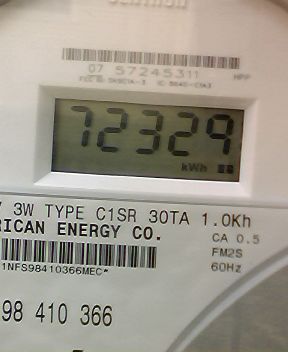 07 57245311 HPP
72329
kWh
3W TYPE C1SR 30TA 1.0Kh
RICAN ENERGY CO.
CA 0.5
FM2S
1NFS98410366MEC*
60Hz
98 410 366